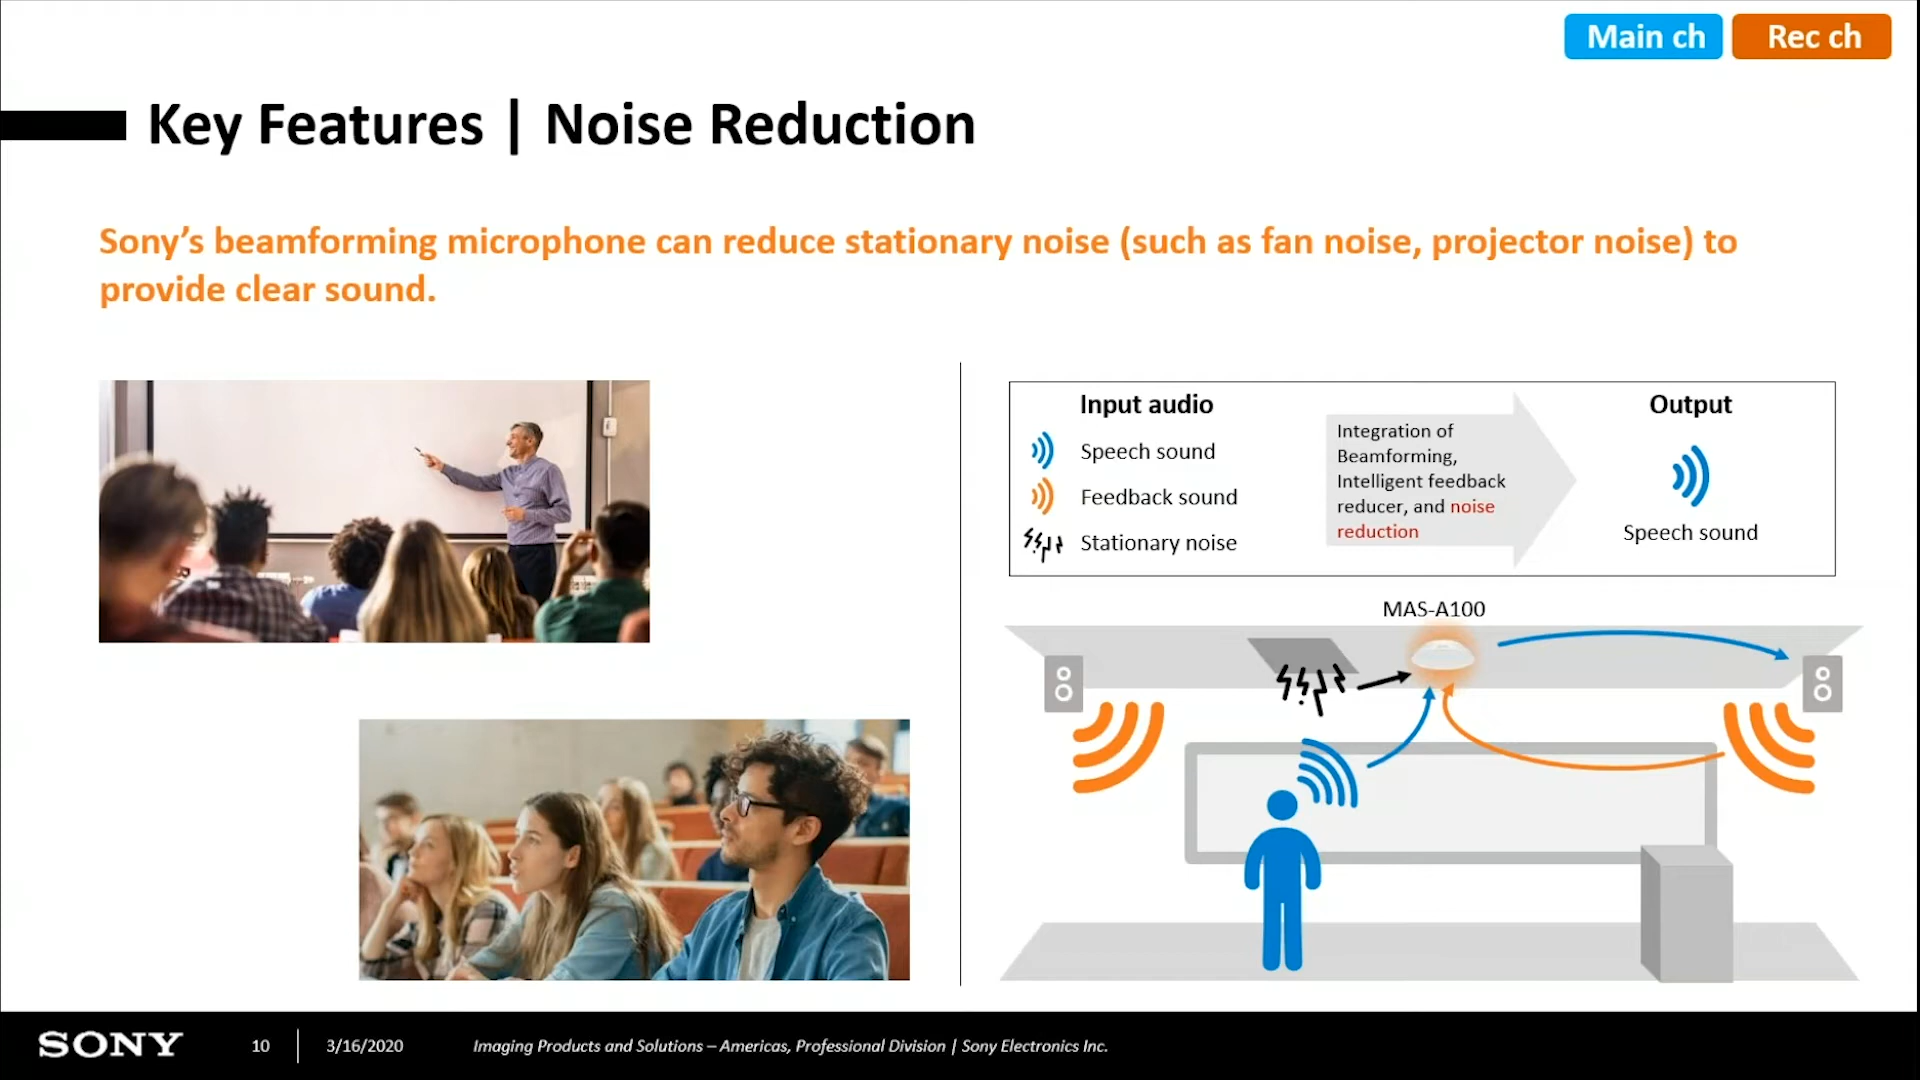 Main ch
Rec ch
Key Features | Noise Reduction
Sony’s beamforming microphone can reduce stationary noise (such as fan noise, projector noise) to
provide clear sound.
Input audio
Speech sound
Feedback sound
Stationary noise
Integration of
Beamforming,
Intelligent feedback
reducer, and noise
reduction
Output
Speech sound
MAS-A100
SONY
10
3/16/2020
Imaging Products and Solutions – Americas, Professional Division | Sony Electronics Inc.